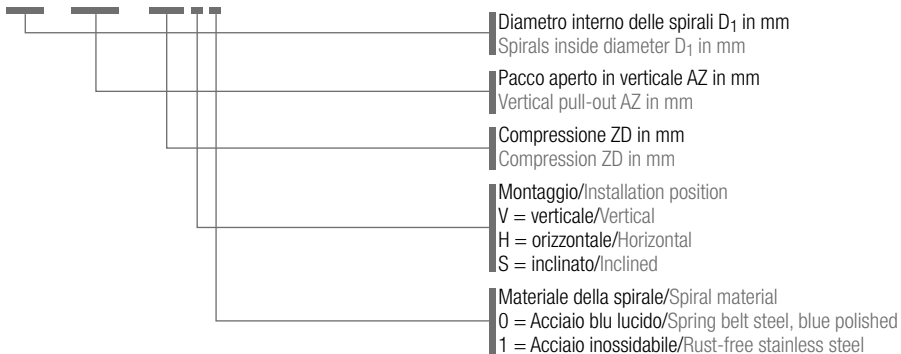 Diametro interno delle spirali D₁ in mm
Spirals inside diameter D₁ in mm
Pacco aperto in verticale AZ in mm
Vertical pull-out AZ in mm
Compressione ZD in mm
Compression ZD in mm
Montaggio/Installation position
V = verticale/Vertical
H = orizzontale/Horizontal
S = inclinato/Inclined
Materiale della spirale/Spiral material
0 = Acciaio blu lucido/Spring belt steel, blue polished
1 = Acciaio inossidabile/Rust-free stainless steel